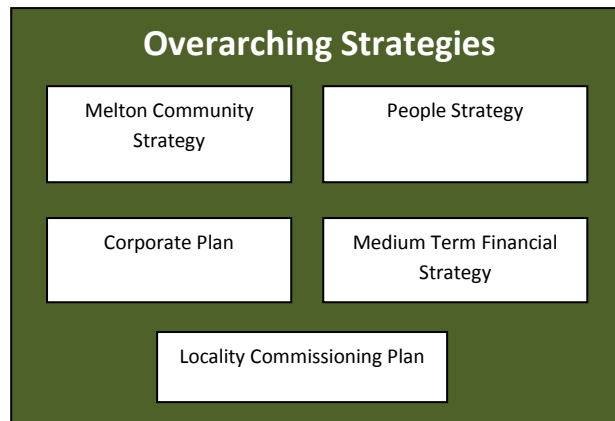 Overarching Strategies
Melton Community
Strategy
People Strategy
Corporate Plan
Medium Term Financial
Strategy
Locality Commissioning Plan